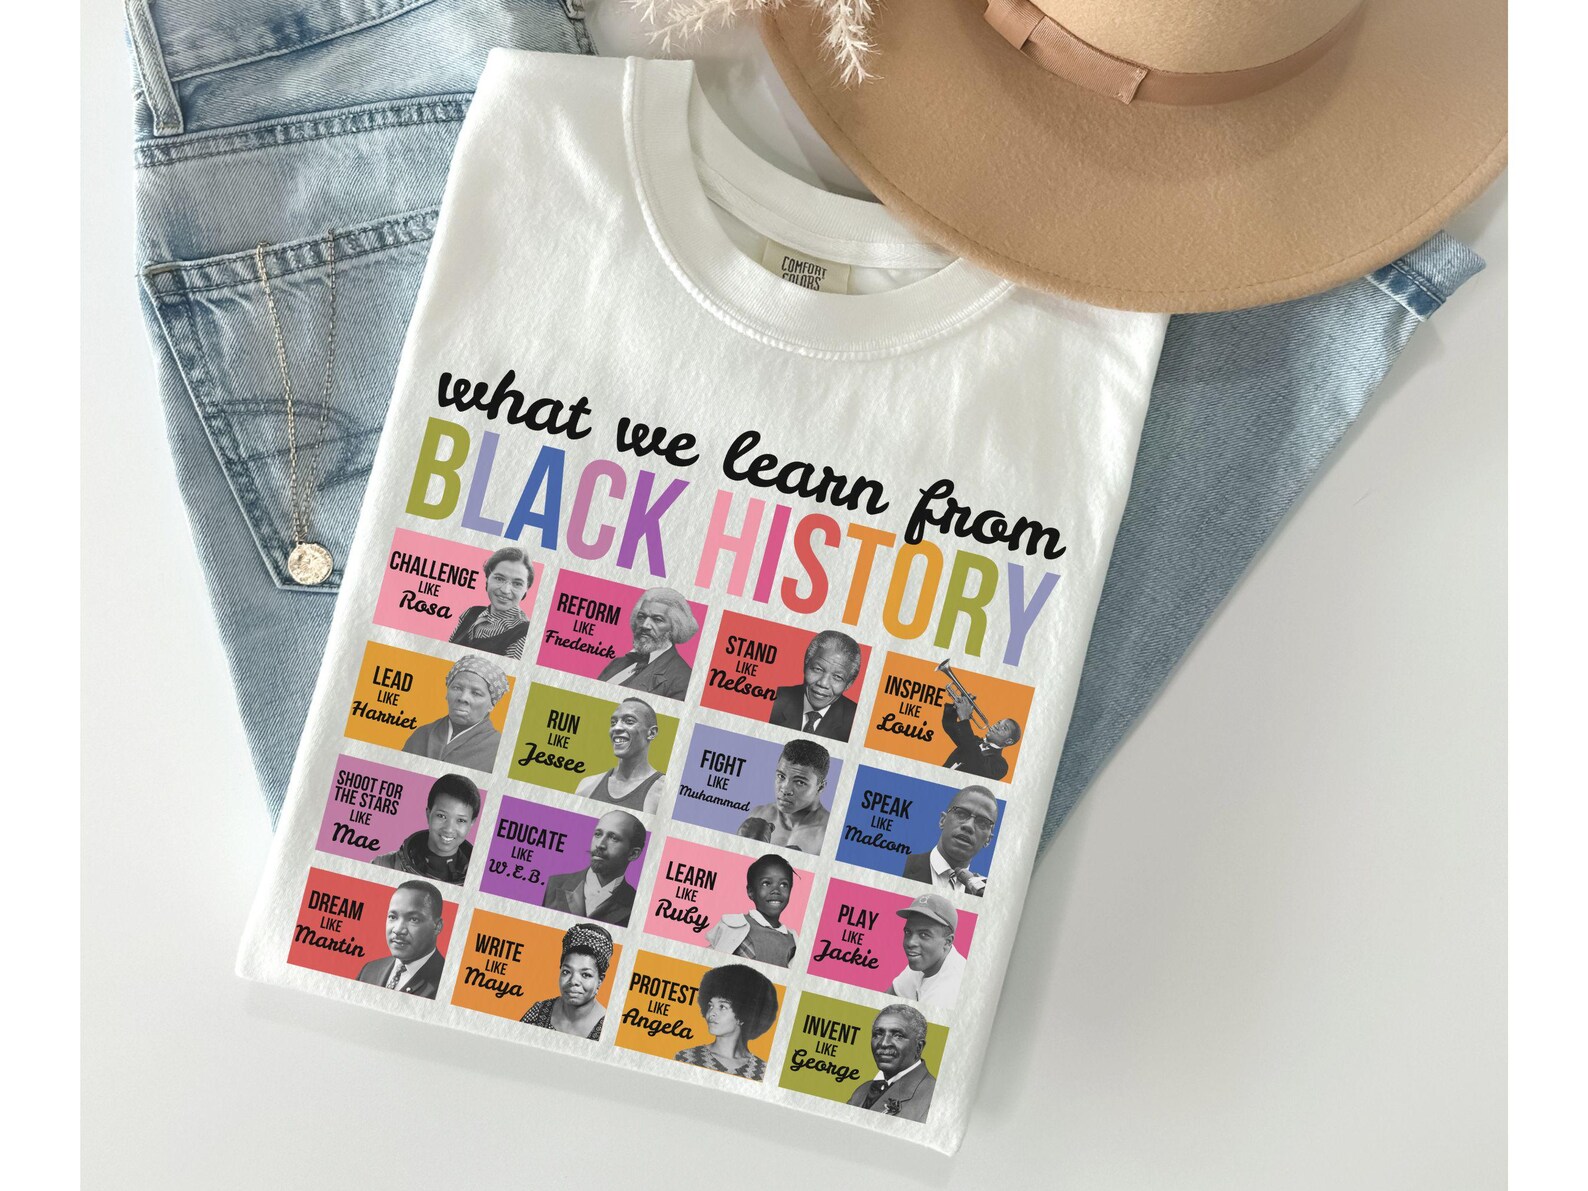 COMFORT
COLORS
what we learn from
BLACK HISTORY
CHALLENGE
LIKE
Rosa
REFORM
LIKE
Frederick
STAND
LIKE
Nelson
INSPIRE
LIKE
Louis
LEAD
LIKE
Harriet
RUN
LIKE
Jessee
FIGHT
LIKE
Muhammad
SPEAK
LIKE
Malcom
SHOOT FOR
THE STARS
LIKE
Mae
EDUCATE
LIKE
W.E.B.
LEARN
LIKE
Ruby
PLAY
LIKE
Jackie
DREAM
LIKE
Martin
WRITE
LIKE
Maya
PROTEST
LIKE
Angela
INVENT
LIKE
George